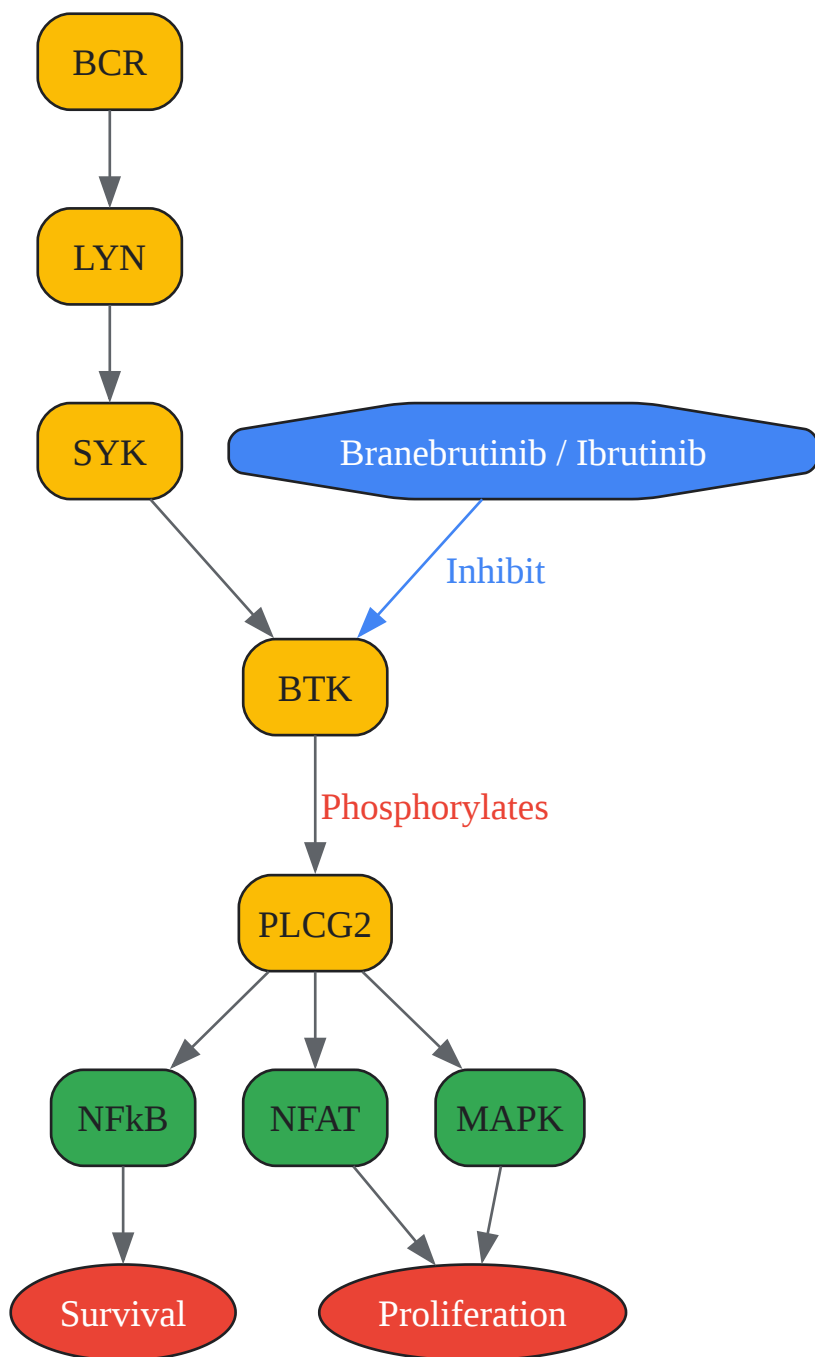 BCR
LYN
SYK
Branebrutinib / Ibrutinib
Inhibit
BTK
Phosphorylates
PLCG2
NFkB
NFAT
MAPK
Survival
Proliferation